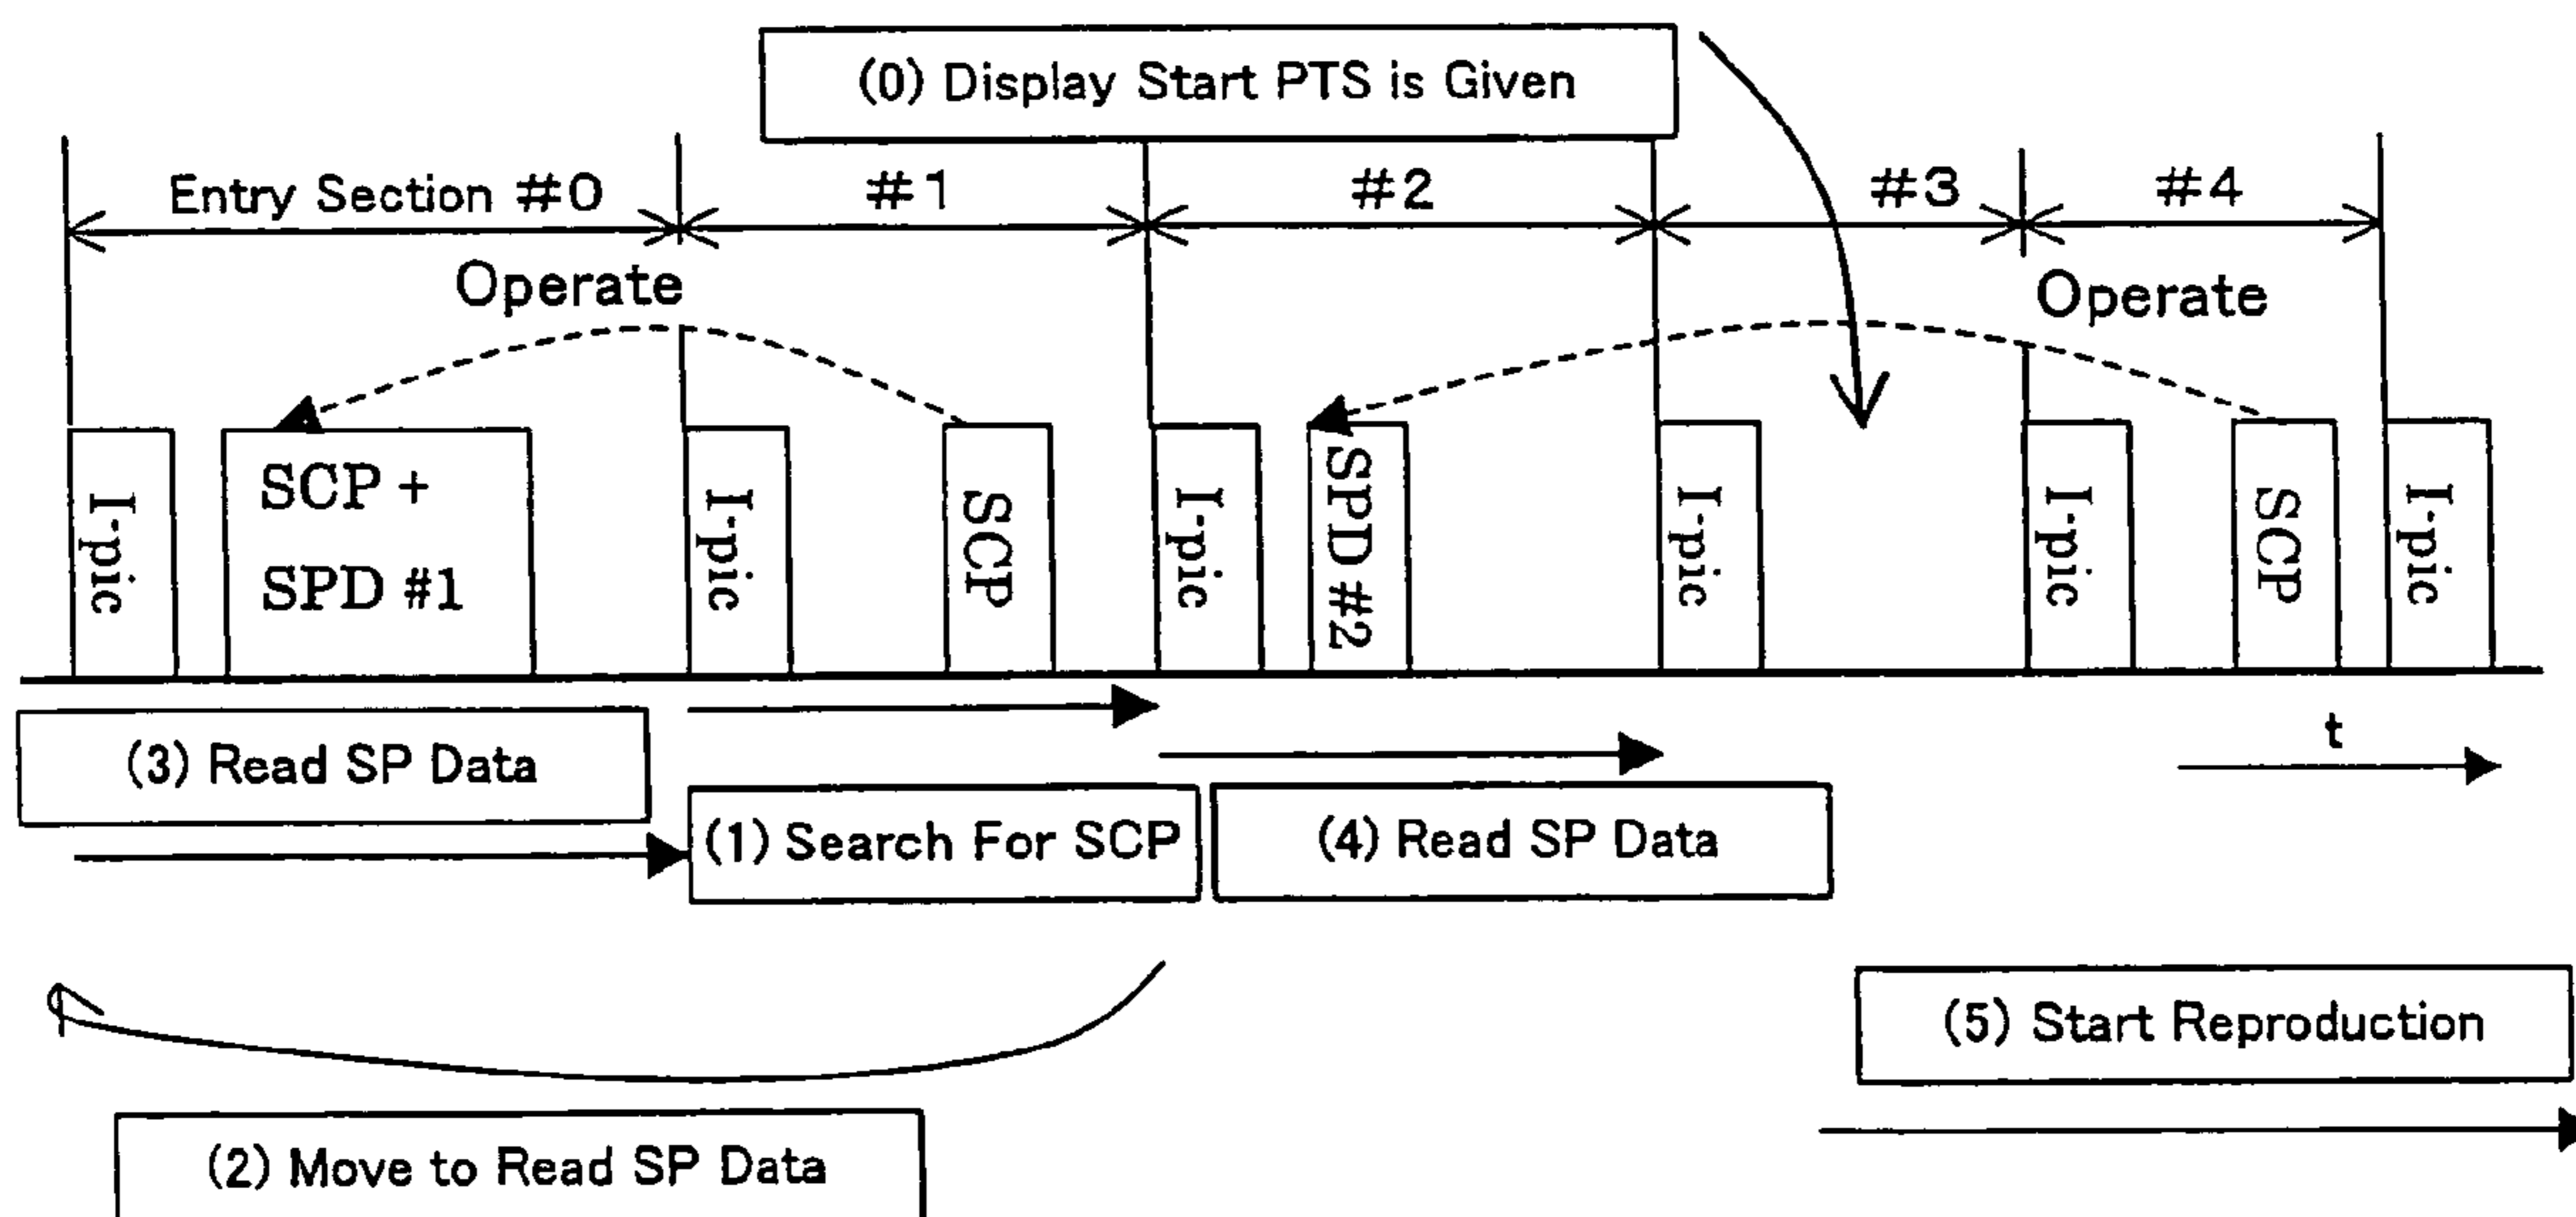 (0) Display Start PTS is Given
Entry Section #0
#1
#2
#3
#4
Operate
Operate
I-pic
SCP +
SPD #1
I-pic
SCP
I-pic
SPD #2
I-pic
I-pic
SCP
I-pic
(3) Read SP Data
t
(1) Search For SCP
(4) Read SP Data
(5) Start Reproduction
(2) Move to Read SP Data